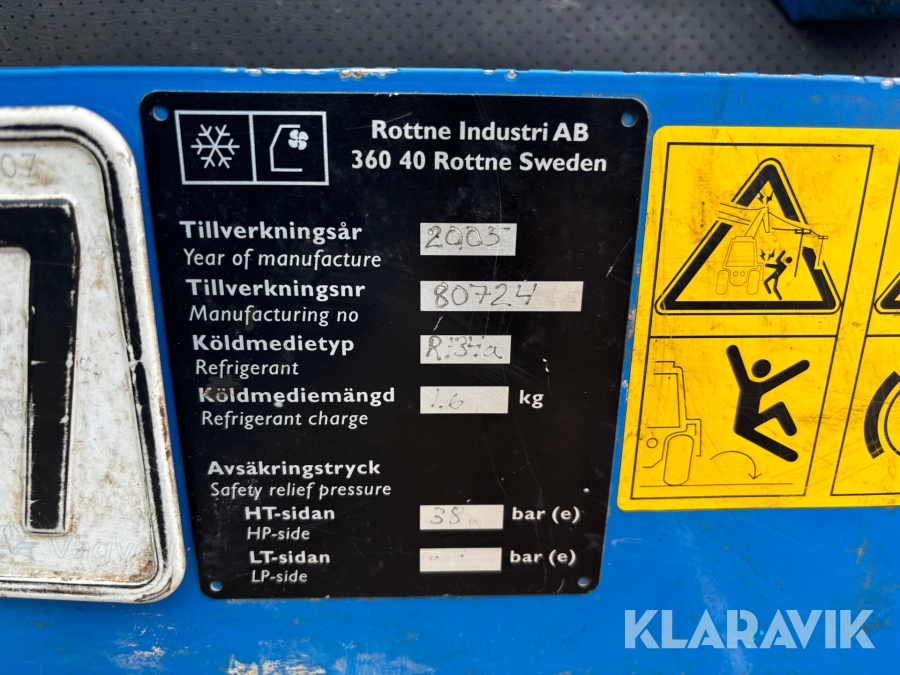 Rottne Industri AB
360 40 Rottne Sweden
Tillverkningsår 2003
Year of manufacture
Tillverkningsnr 80724
Manufacturing no
Köldmedietyp R134a
Refrigerant
Köldmediemängd 1.6 kg
Refrigerant charge
Avsäkringstryck
Safety relief pressure
HT-sidan 38 bar (e)
HP-side
LT-sidan bar (e)
LP-side
07
KLARAVIK